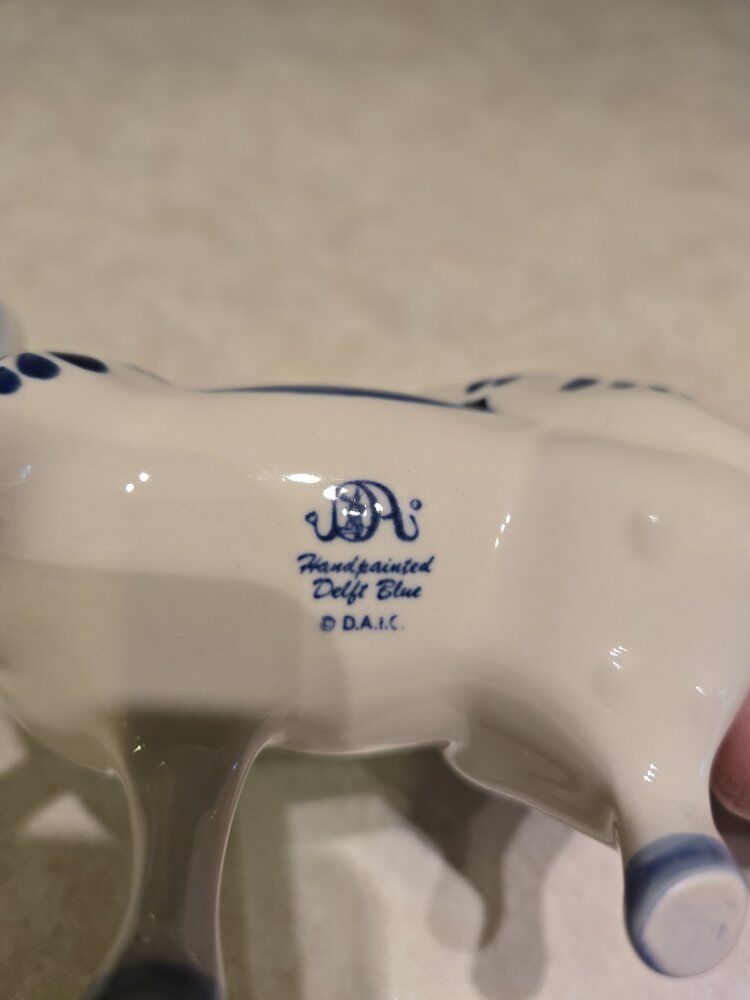 Handpainted
Delft Blue
© D.A.I.C.